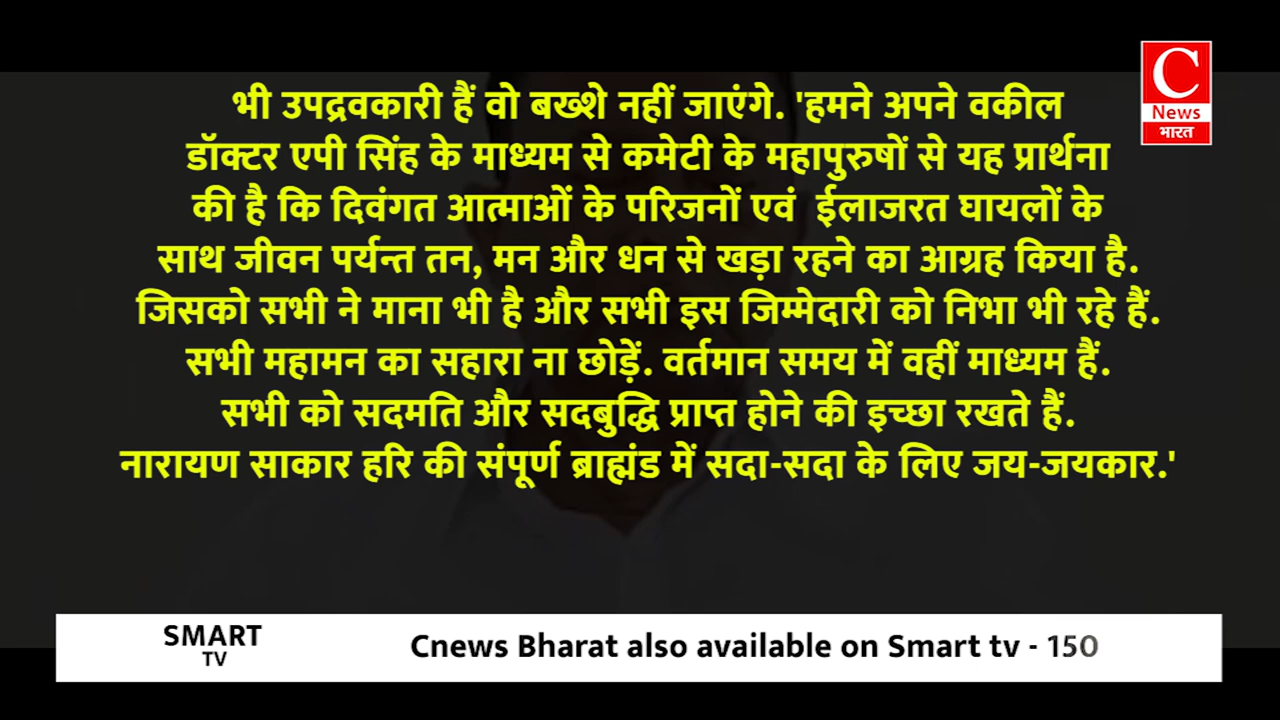 भी उपद्रवकारी हैं वो बख्शे नहीं जाएंगे. 'हमने अपने वकील
डॉक्टर एपी सिंह के माध्यम से कमेटी के महापुरुषों से यह प्रार्थना
की है कि दिवंगत आत्माओं के परिजनों एवं  ईलाजरत घायलों के
साथ जीवन पर्यन्त तन, मन और धन से खड़ा रहने का आग्रह किया है.
जिसको सभी ने माना भी है और सभी इस जिम्मेदारी को निभा भी रहे हैं.
सभी महामन का सहारा ना छोड़ें. वर्तमान समय में वहीं माध्यम हैं.
सभी को सदमति और सदबुद्धि प्राप्त होने की इच्छा रखते हैं.
नारायण साकार हरि की संपूर्ण ब्राह्मंड में सदा-सदा के लिए जय-जयकार.'
C
News
भारत
SMART
TV
Cnews Bharat also available on Smart tv - 150